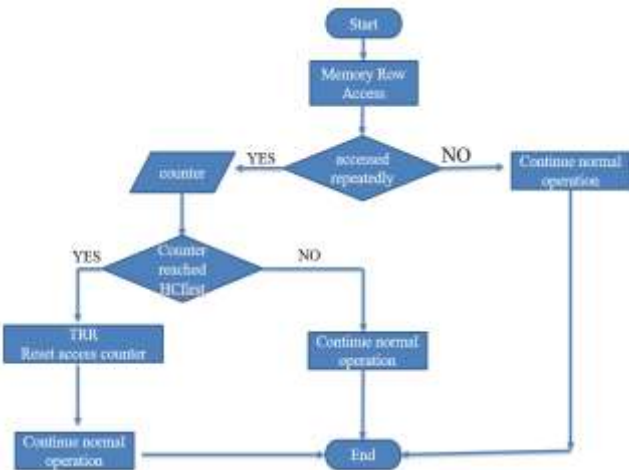 Start
Memory Row
Access
accessed
repeatedly
YES
NO
counter
Continue normal
operation
Counter
reached
HCfirst
YES
NO
TRR
Reset access counter
Continue normal
operation
Continue normal
operation
End